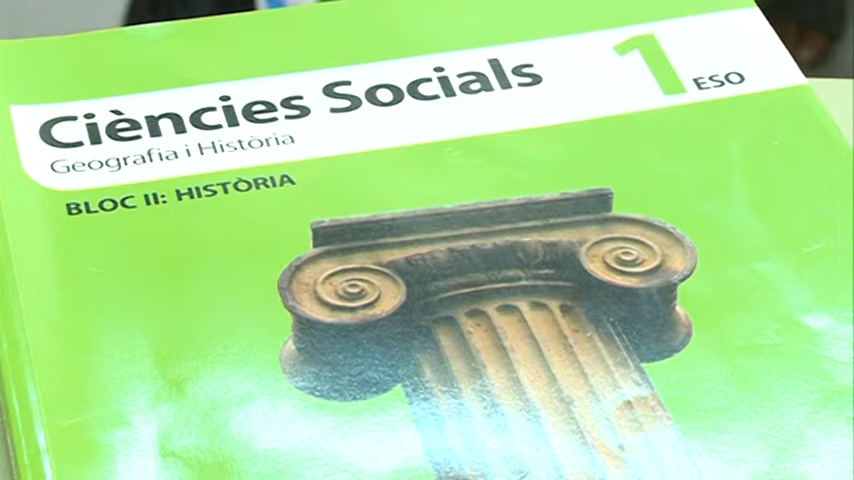 Ciències Socials 1 ESO
Geografia i Història
BLOC II: HISTÒRIA